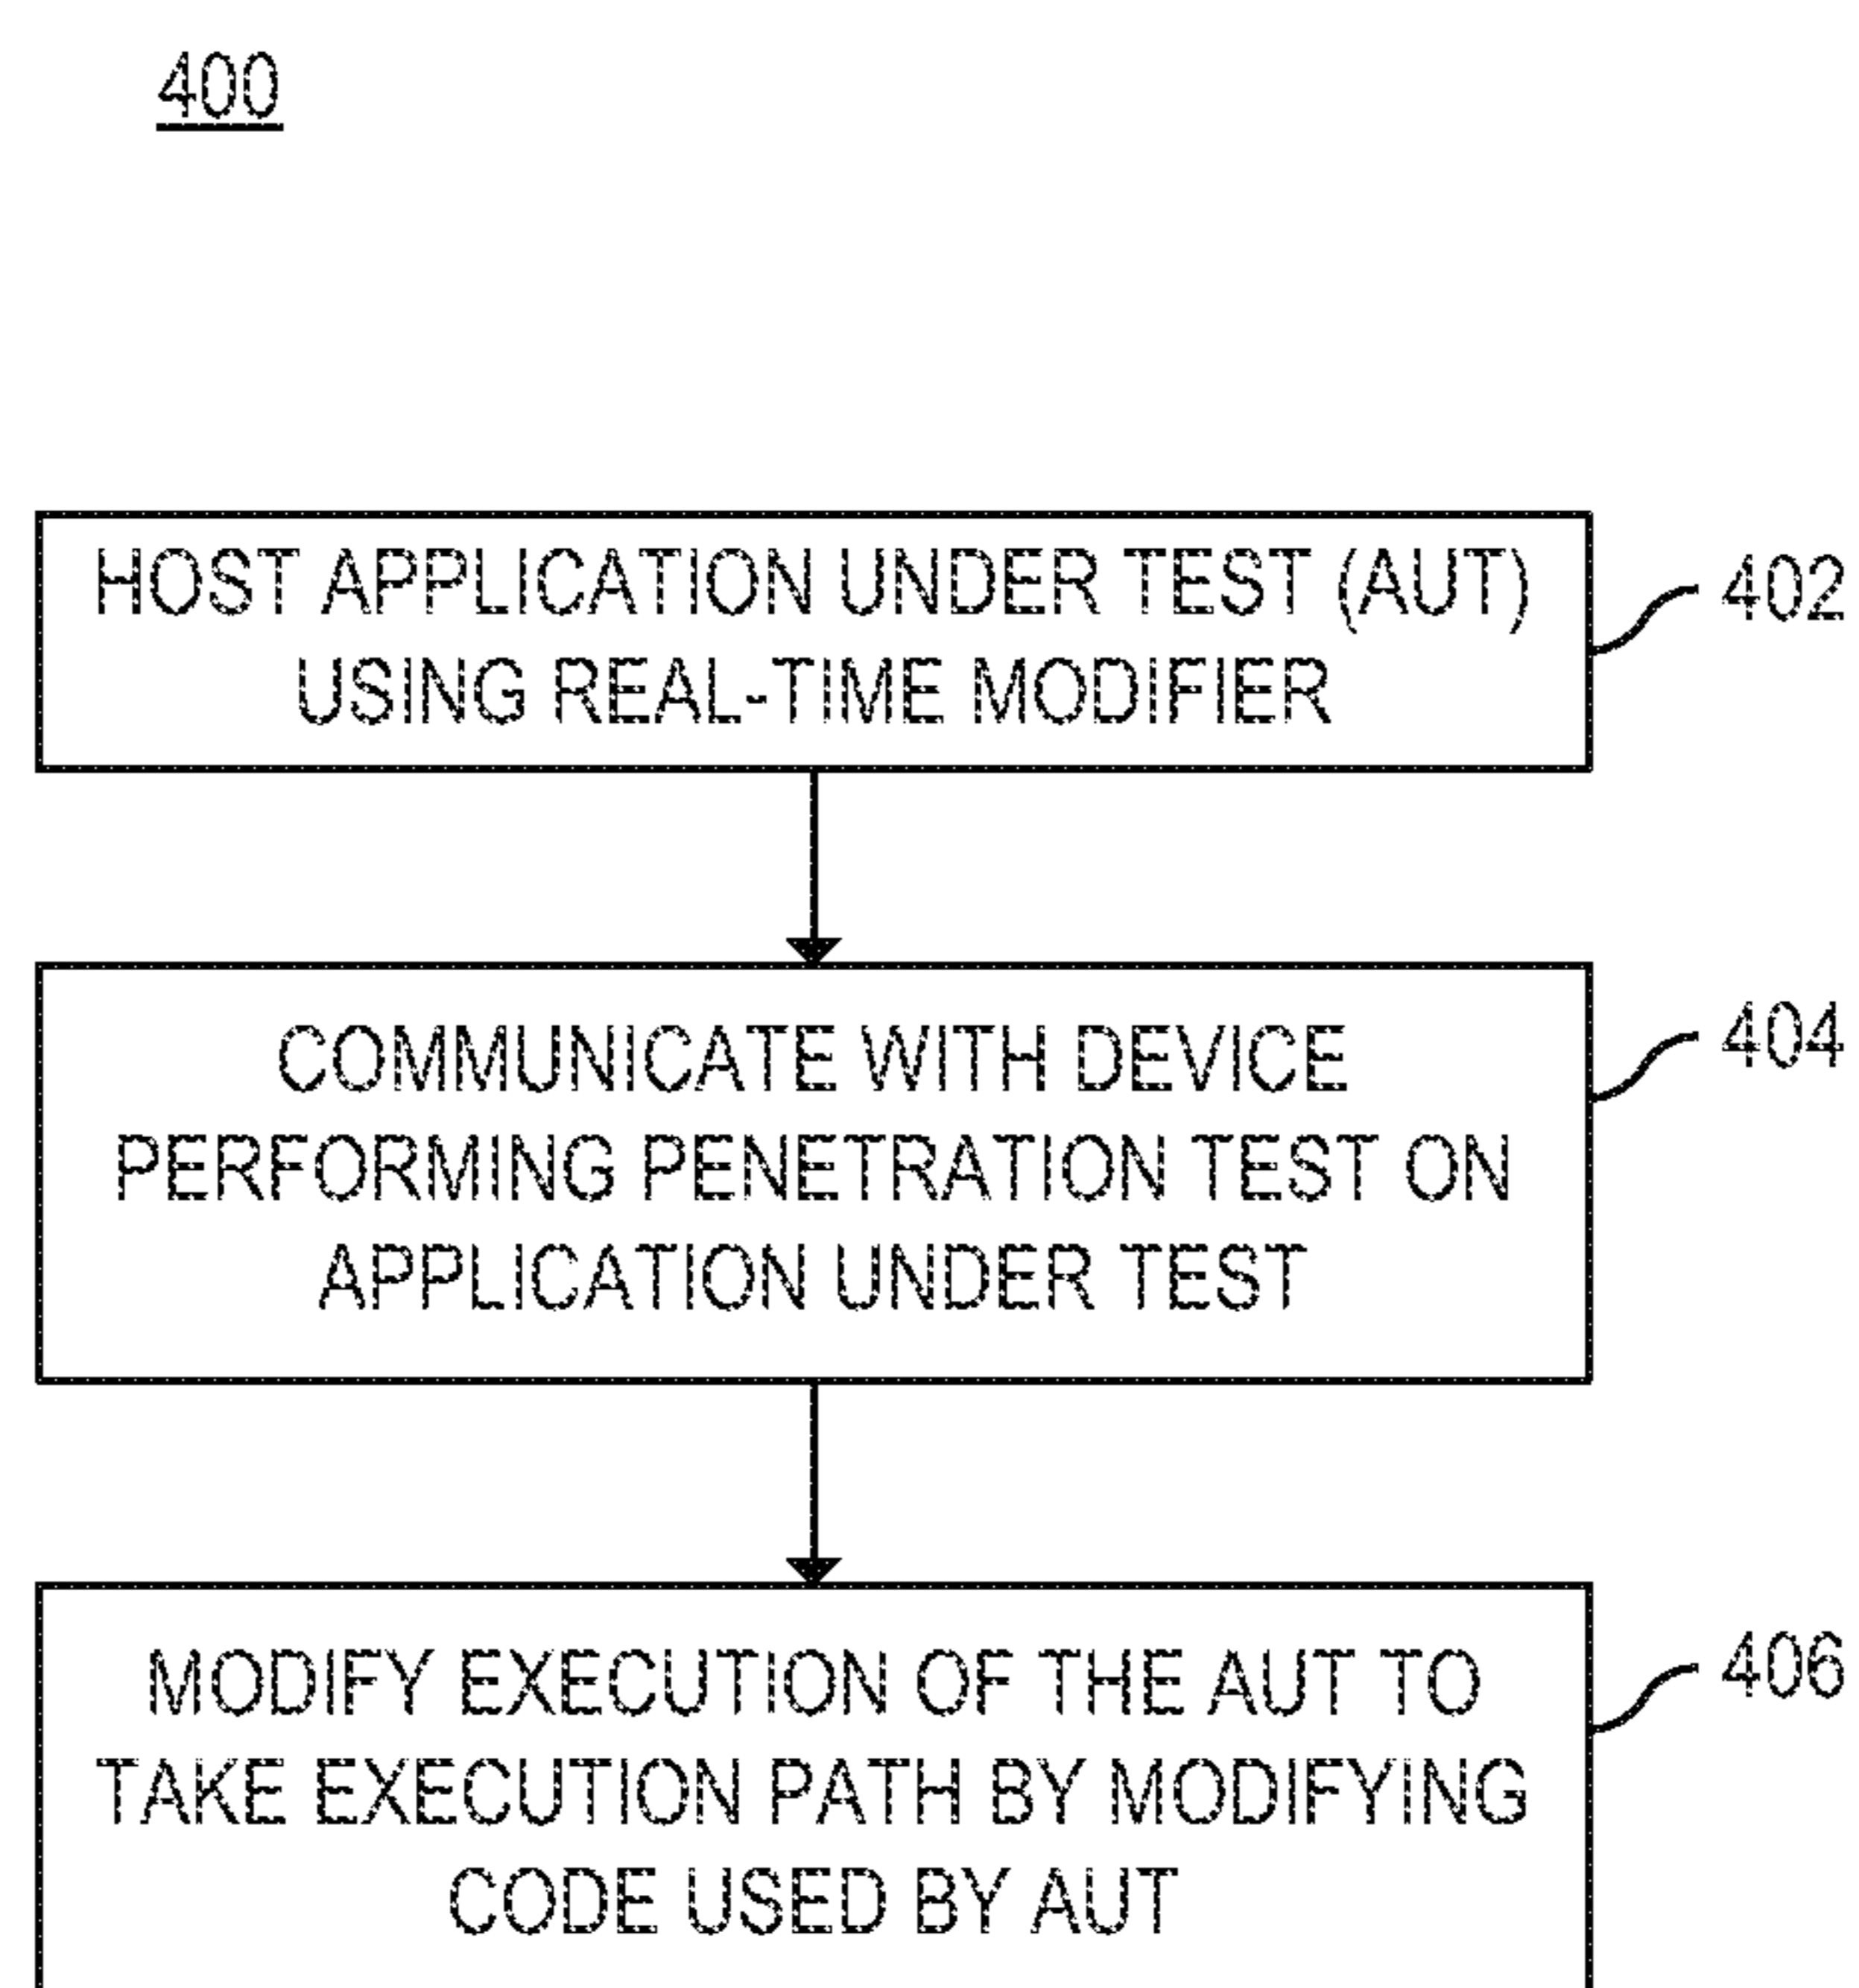 400
HOST APPLICATION UNDER TEST (AUT)
USING REAL-TIME MODIFIER
402
COMMUNICATE WITH DEVICE
PERFORMING PENETRATION TEST ON
APPLICATION UNDER TEST
404
MODIFY EXECUTION OF THE AUT TO
TAKE EXECUTION PATH BY MODIFYING
CODE USED BY AUT
406